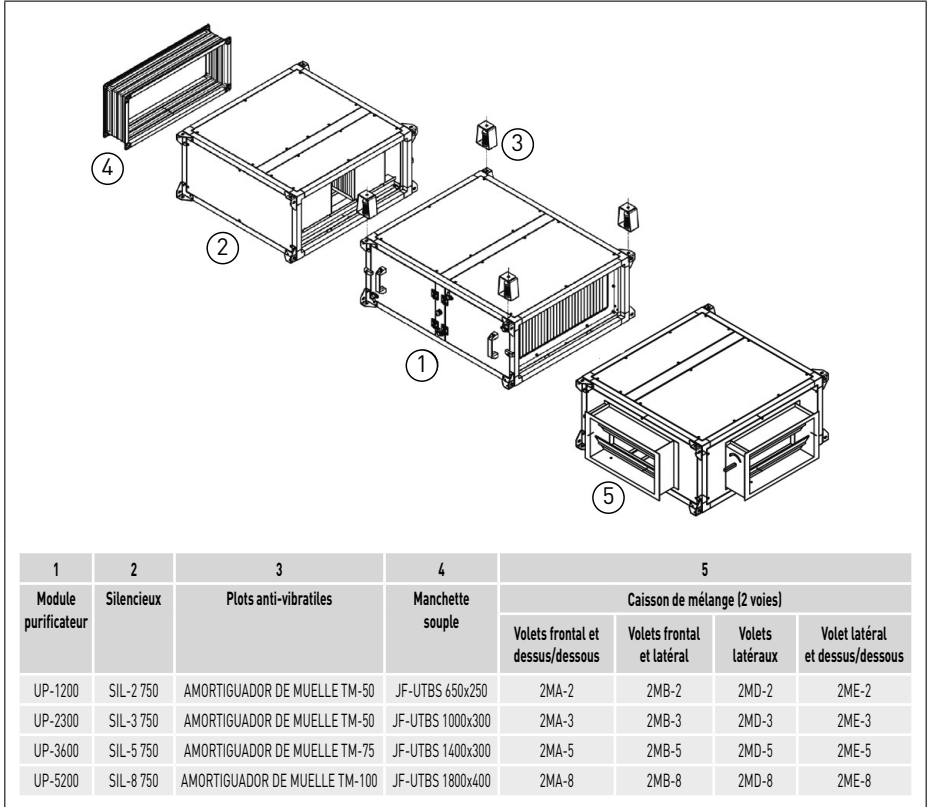 4
3
2
1
5
1 2 3 4 5
Module purificateur Silencieux Plots anti-vibratiles Manchette souple Caisson de mélange (2 voies)
Volets frontal et dessus/dessous Volets frontal et latéral Volets latéraux Volet latéral et dessus/dessous
UP-1200 SIL-2 750 AMORTIGUADOR DE MUELLE TM-50 JF-UTBS 650x250 2MA-2 2MB-2 2MD-2 2ME-2
UP-2300 SIL-3 750 AMORTIGUADOR DE MUELLE TM-50 JF-UTBS 1000x300 2MA-3 2MB-3 2MD-3 2ME-3
UP-3600 SIL-5 750 AMORTIGUADOR DE MUELLE TM-75 JF-UTBS 1400x300 2MA-5 2MB-5 2MD-5 2ME-5
UP-5200 SIL-8 750 AMORTIGUADOR DE MUELLE TM-100 JF-UTBS 1800x400 2MA-8 2MB-8 2MD-8 2ME-8